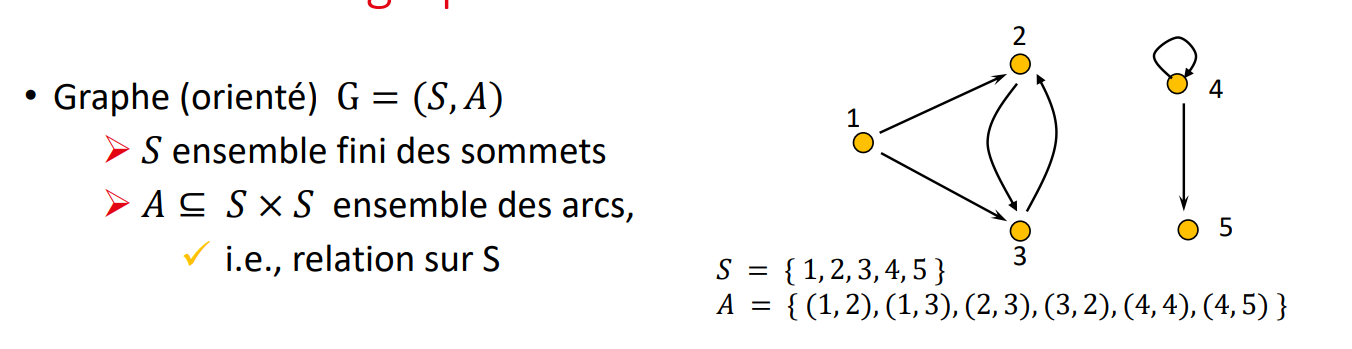 • Graphe (orienté) G = (S, A)
➢ S ensemble fini des sommets
➢ A ⊆ S × S ensemble des arcs,
✓ i.e., relation sur S
2
1
4
3
5
S = { 1, 2, 3, 4, 5 }
A = { (1, 2), (1, 3), (2, 3), (3, 2), (4, 4), (4, 5) }